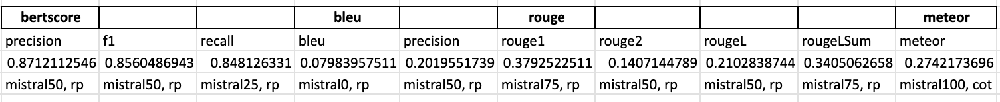 bertscore bleu rouge meteor
precision f1 recall bleu precision rouge1 rouge2 rougeL rougeLSum meteor
0.8712112546 0.8560486943 0.848126331 0.07983957511 0.2019551739 0.3792522511 0.1407144789 0.2102838744 0.3405062658 0.2742173696
mistral50, rp mistral50, rp mistral25, rp mistral0, rp mistral50, rp mistral75, rp mistral50, rp mistral50, rp mistral75, rp mistral100, cot